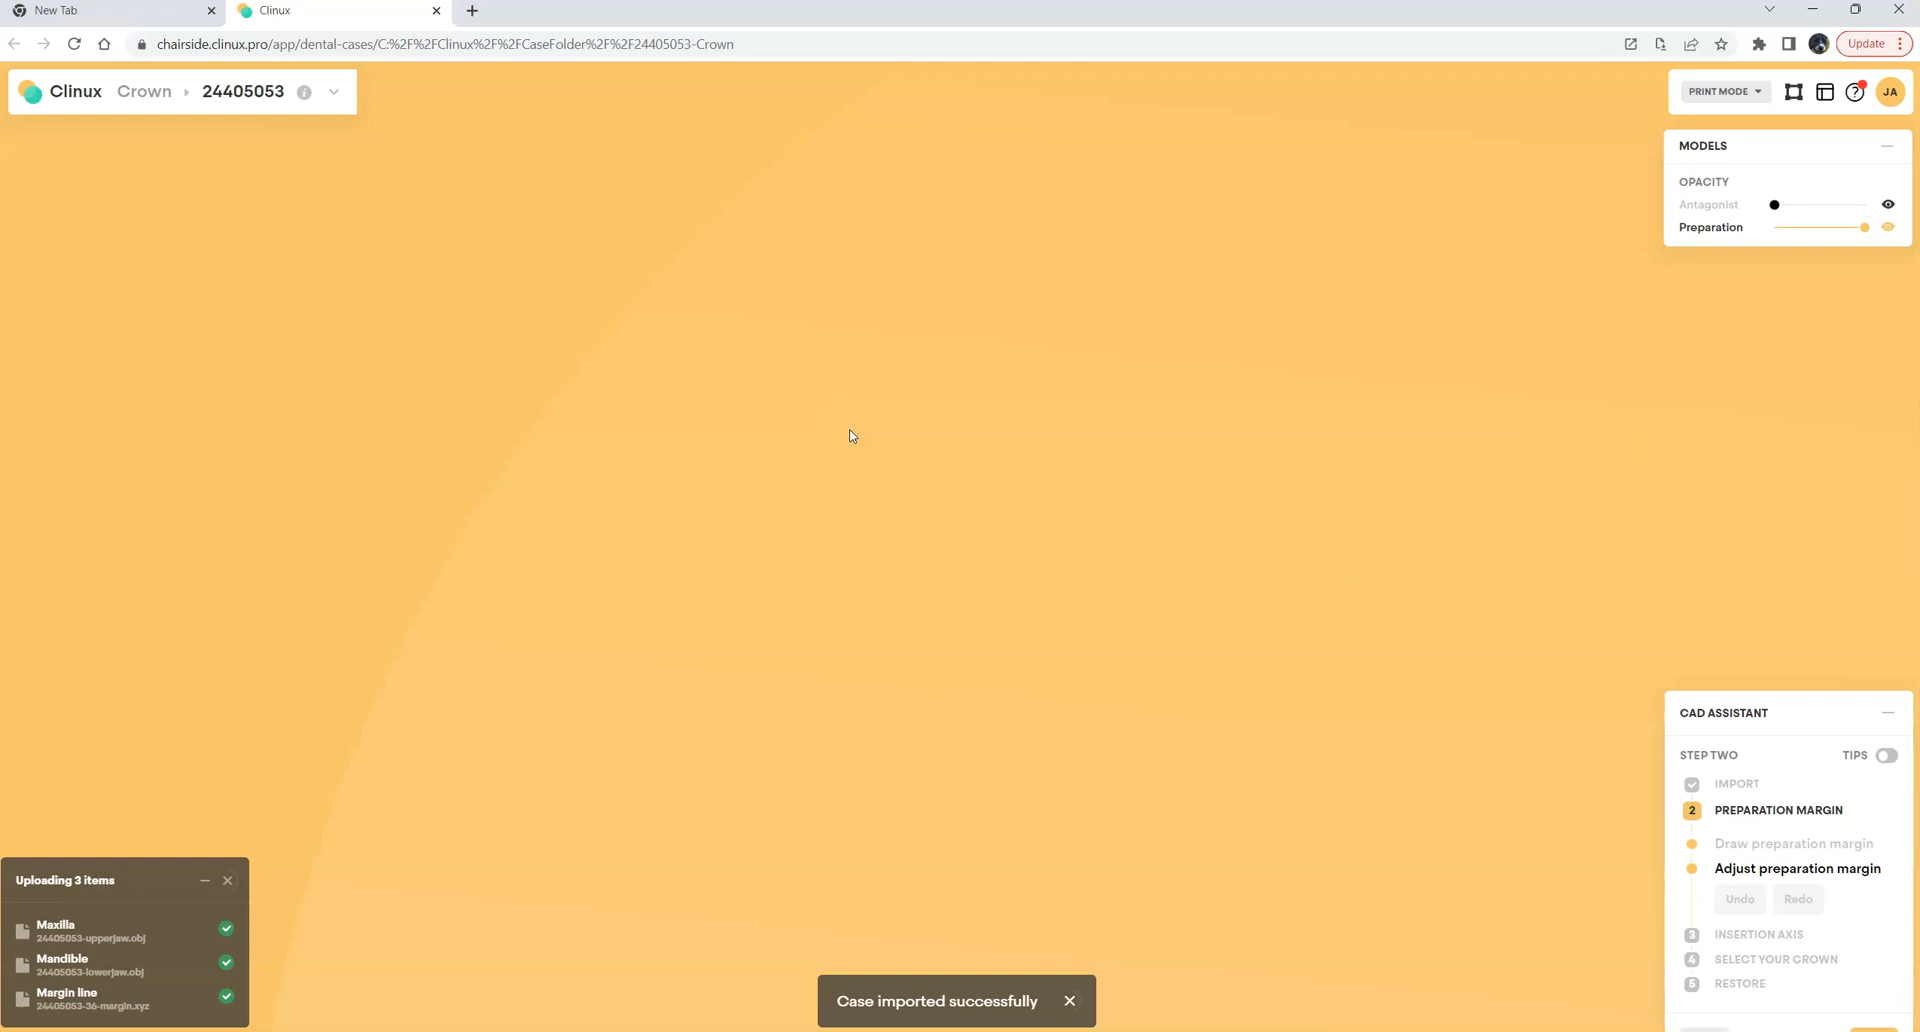 New Tab
Clinux
chairside.clinux.pro/app/dental-cases/C:%2F%2FClinux%2F%2FCaseFolder%2F%2F24405053-Crown
Update
Clinux Crown 24405053
PRINT MODE
JA
MODELS
OPACITY
Antagonist
Preparation
CAD ASSISTANT
STEP TWO TIPS
IMPORT
2 PREPARATION MARGIN
Draw preparation margin
Adjust preparation margin
Undo Redo
3 INSERTION AXIS
4 SELECT YOUR CROWN
5 RESTORE
Uploading 3 items
Maxilla
24405053-upperjaw.obj
Mandible
24405053-lowerjaw.obj
Margin line
24405053-36-margin.xyz
Case imported successfully